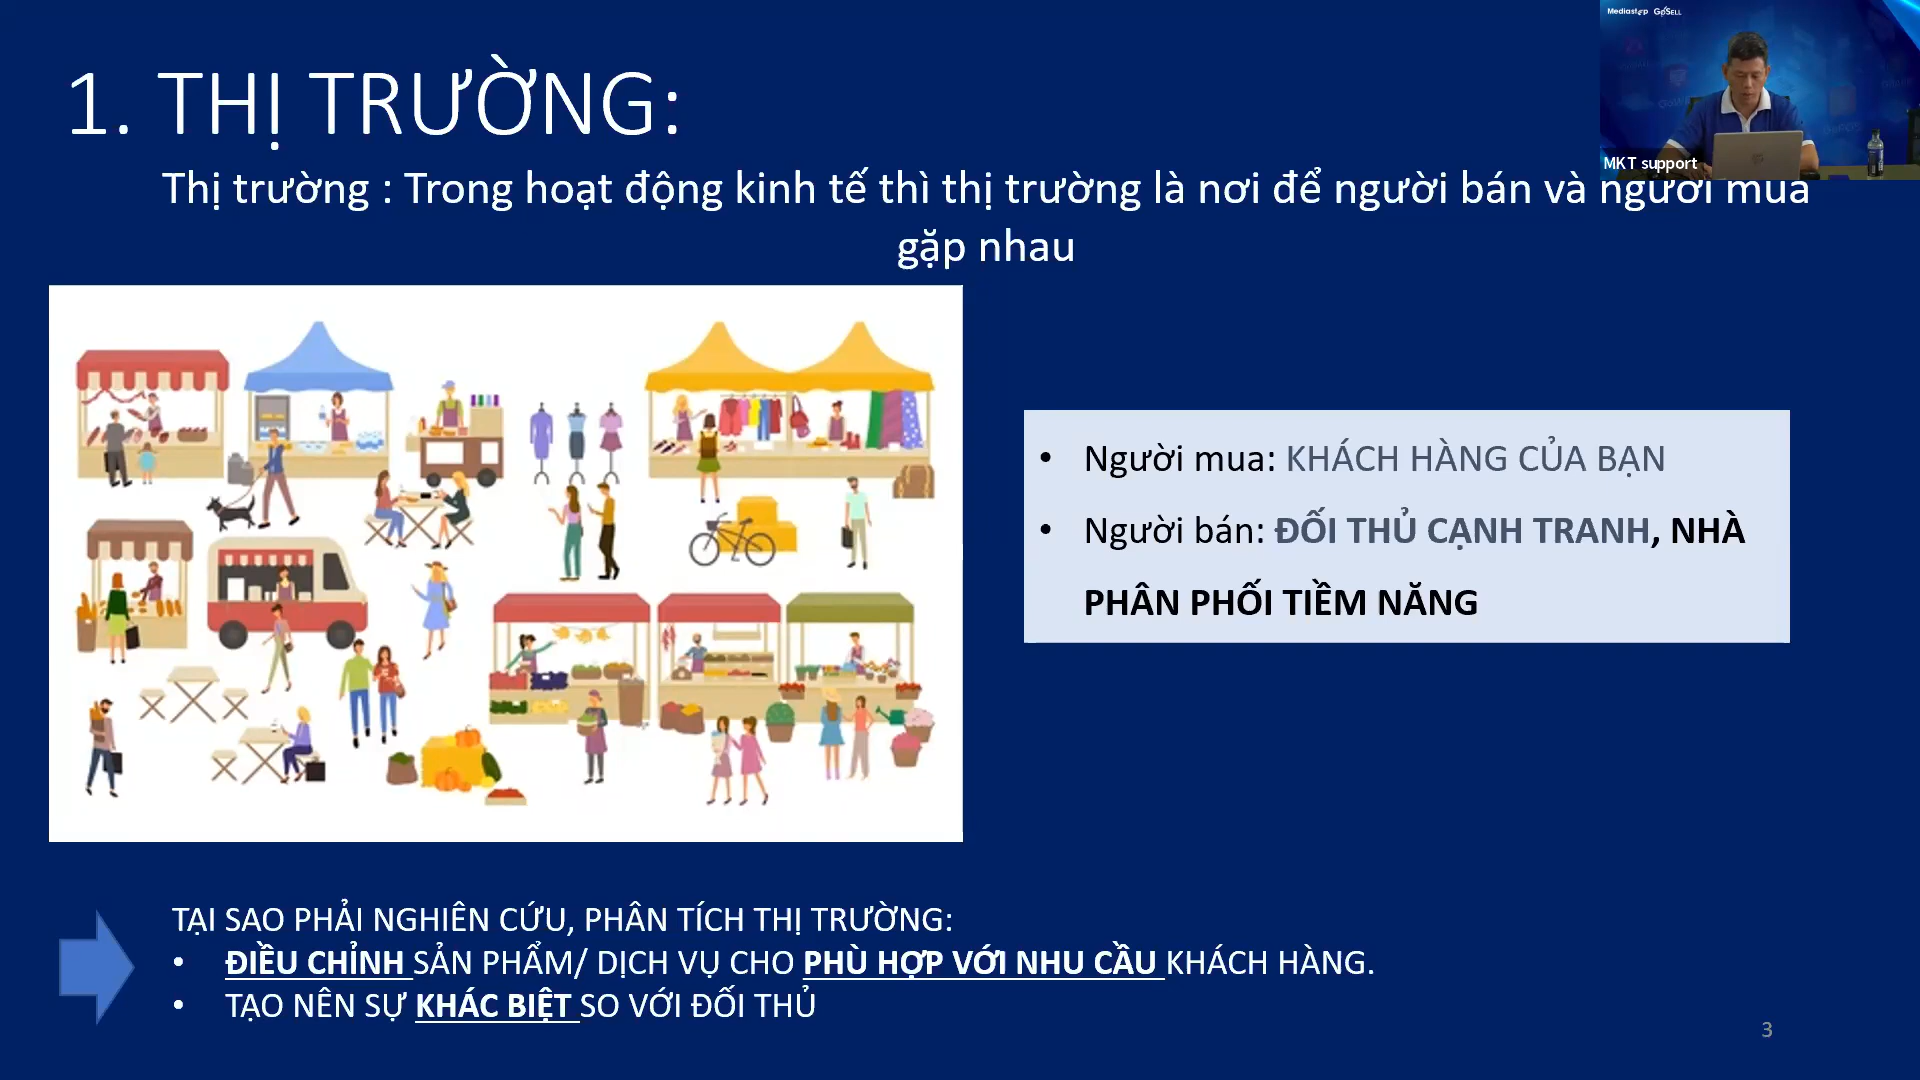 Mediastep GoSELL
MKT support
1. THỊ TRƯỜNG:
Thị trường : Trong hoạt động kinh tế thì thị trường là nơi để người bán và người mua
gặp nhau
• Người mua: KHÁCH HÀNG CỦA BẠN
• Người bán: ĐỐI THỦ CẠNH TRANH, NHÀ
PHÂN PHỐI TIỀM NĂNG
TẠI SAO PHẢI NGHIÊN CỨU, PHÂN TÍCH THỊ TRƯỜNG:
• ĐIỀU CHỈNH SẢN PHẨM/ DỊCH VỤ CHO PHÙ HỢP VỚI NHU CẦU KHÁCH HÀNG.
• TẠO NÊN SỰ KHÁC BIỆT SO VỚI ĐỐI THỦ
3